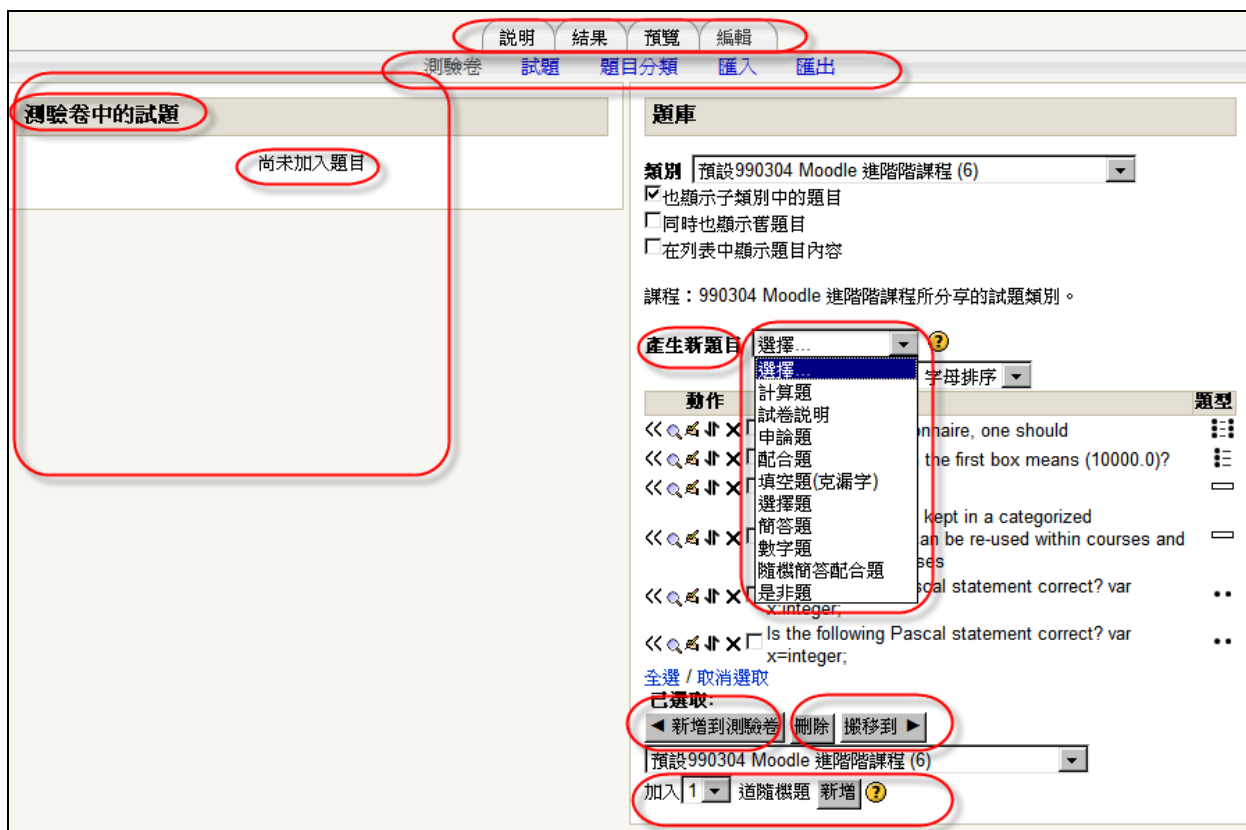 說明 結果 預覽 編輯
測驗卷 試題 題目分類 匯入 匯出
測驗卷中的試題
尚未加入題目
題庫
類別 預設990304 Moodle 進階階課程 (6)
也顯示子類別中的題目
同時也顯示舊題目
在列表中顯示題目內容
課程：990304 Moodle 進階階課程所分享的試題類別。
產生新題目 選擇...
選擇...
計算題
試卷說明
申論題
配合題
填空題(克漏字)
選擇題
簡答題
數字題
隨機簡答配合題
是非題
字母排序
動作 題型
onnaire, one should
the first box means (10000.0)?
kept in a categorized
an be re-used within courses and
ses
scal statement correct? var
x:integer;
Is the following Pascal statement correct? var
x=integer;
全選 / 取消選取
已選取:
◄ 新增到測驗卷 刪除 搬移到 ►
預設990304 Moodle 進階階課程 (6)
加入 1 道隨機題 新增